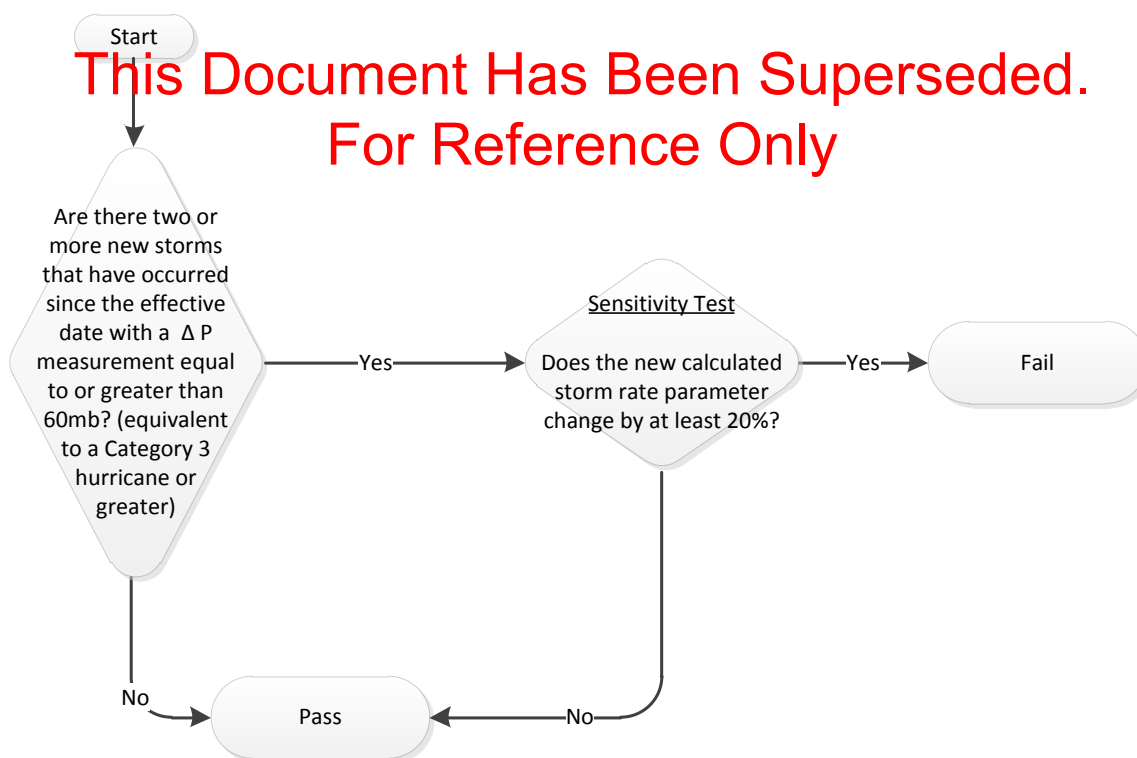 Start
This Document Has Been Superseded.
For Reference Only
Are there two or
more new storms
that have occurred
since the effective
date with a Δ P
measurement equal
to or greater than
60mb? (equivalent
to a Category 3
hurricane or
greater)
Yes
Sensitivity Test
Does the new calculated
storm rate parameter
change by at least 20%?
Yes
Fail
No
Pass
No